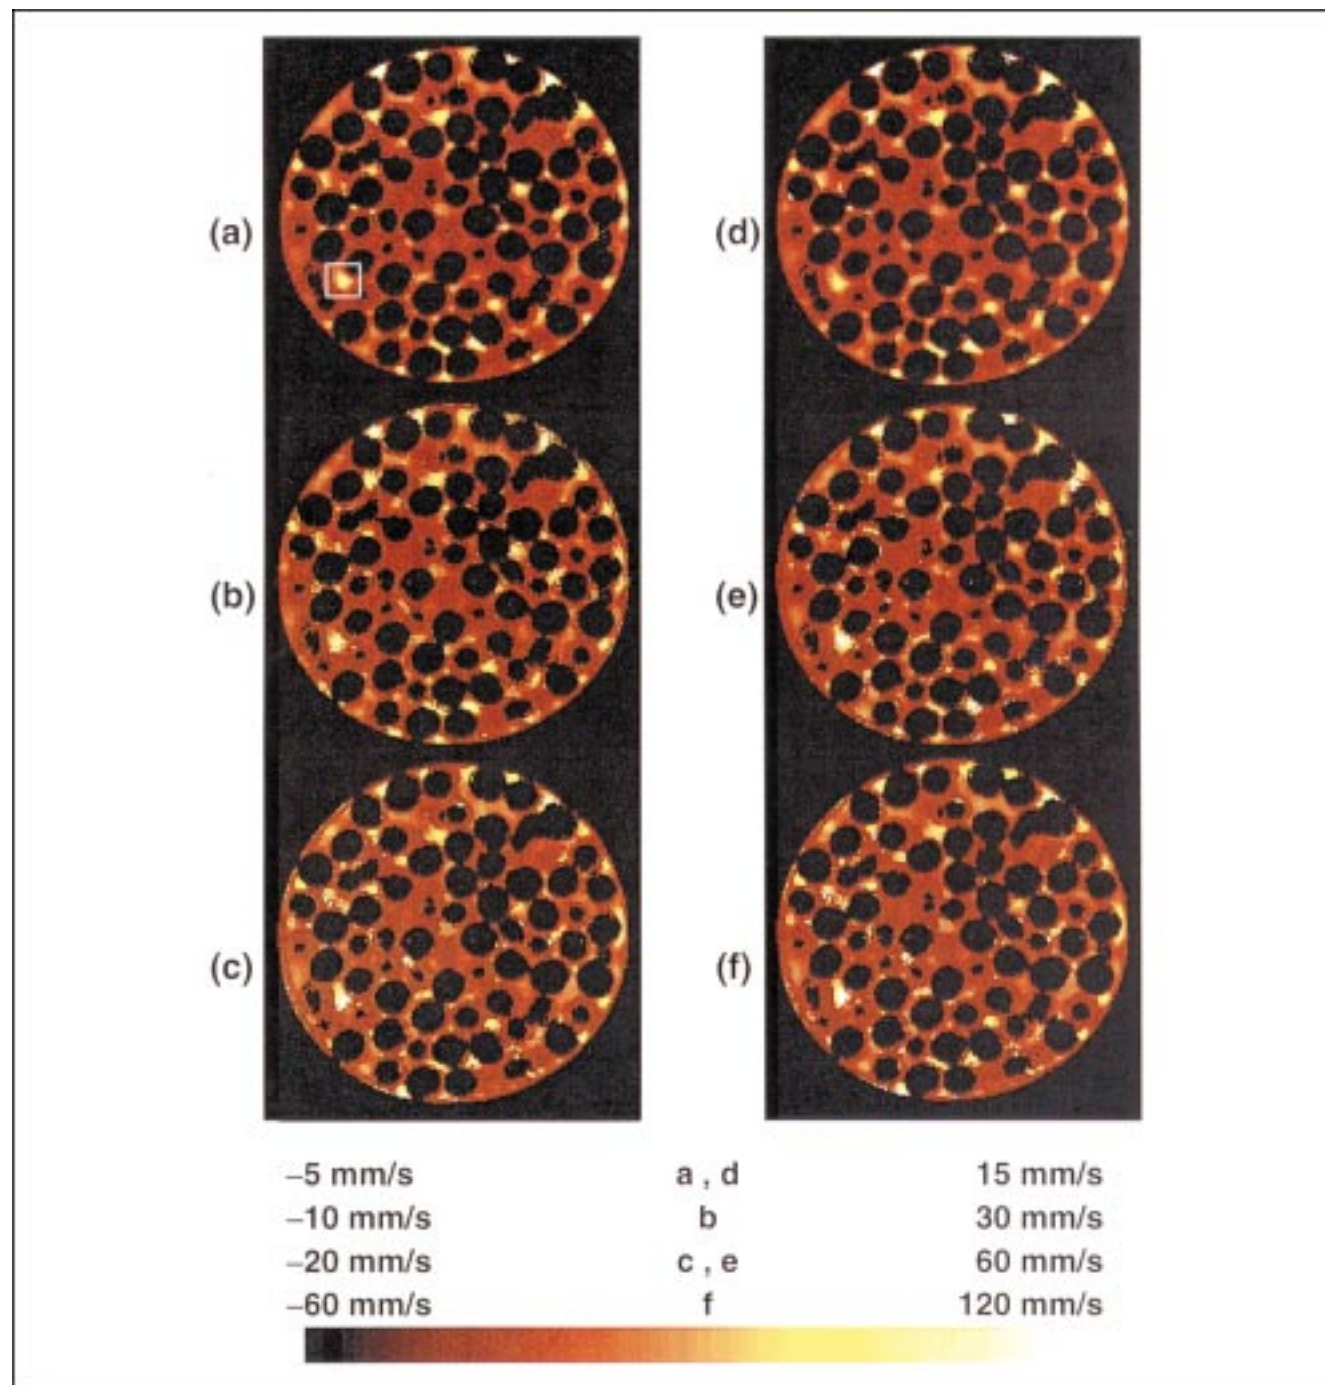 (a)
(d)
(b)
(e)
(c)
(f)
–5 mm/s a , d 15 mm/s
–10 mm/s b 30 mm/s
–20 mm/s c , e 60 mm/s
–60 mm/s f 120 mm/s